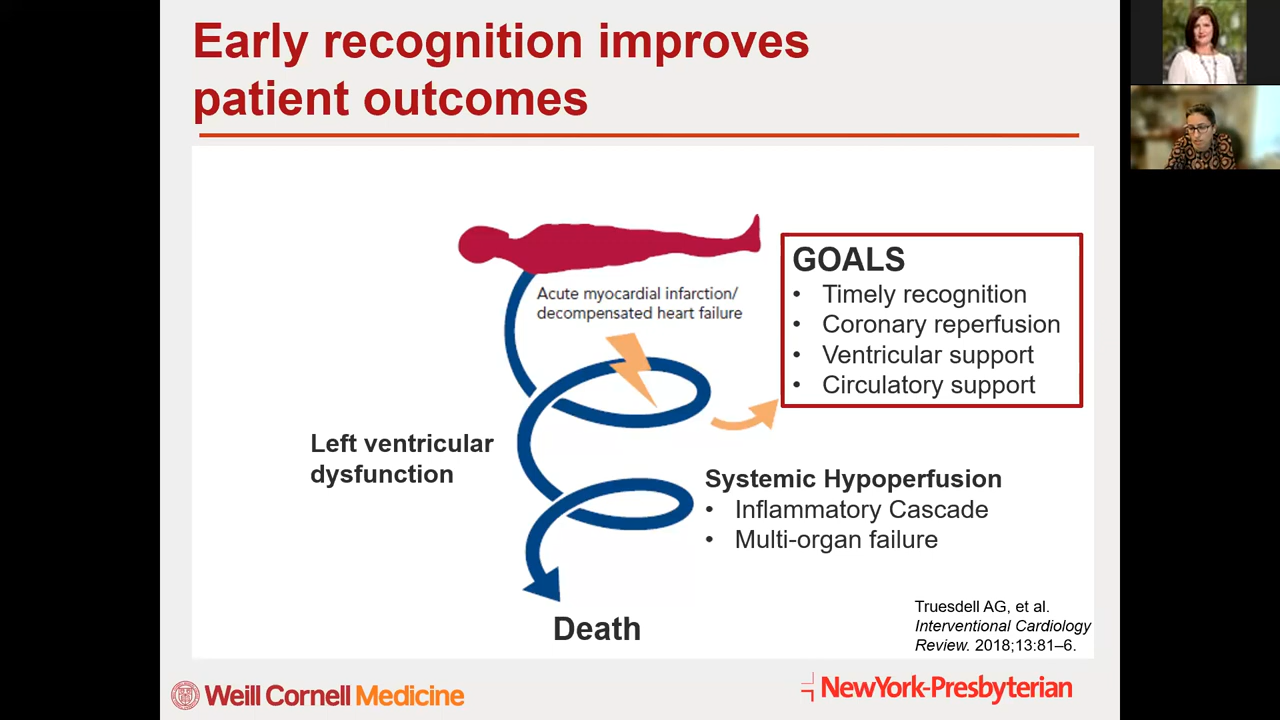 Early recognition improves
patient outcomes
Acute myocardial infarction/
decompensated heart failure
GOALS
• Timely recognition
• Coronary reperfusion
• Ventricular support
• Circulatory support
Left ventricular
dysfunction
Systemic Hypoperfusion
• Inflammatory Cascade
• Multi-organ failure
Death
Truesdell AG, et al.
Interventional Cardiology
Review. 2018;13:81–6.
Weill Cornell Medicine
NewYork-Presbyterian